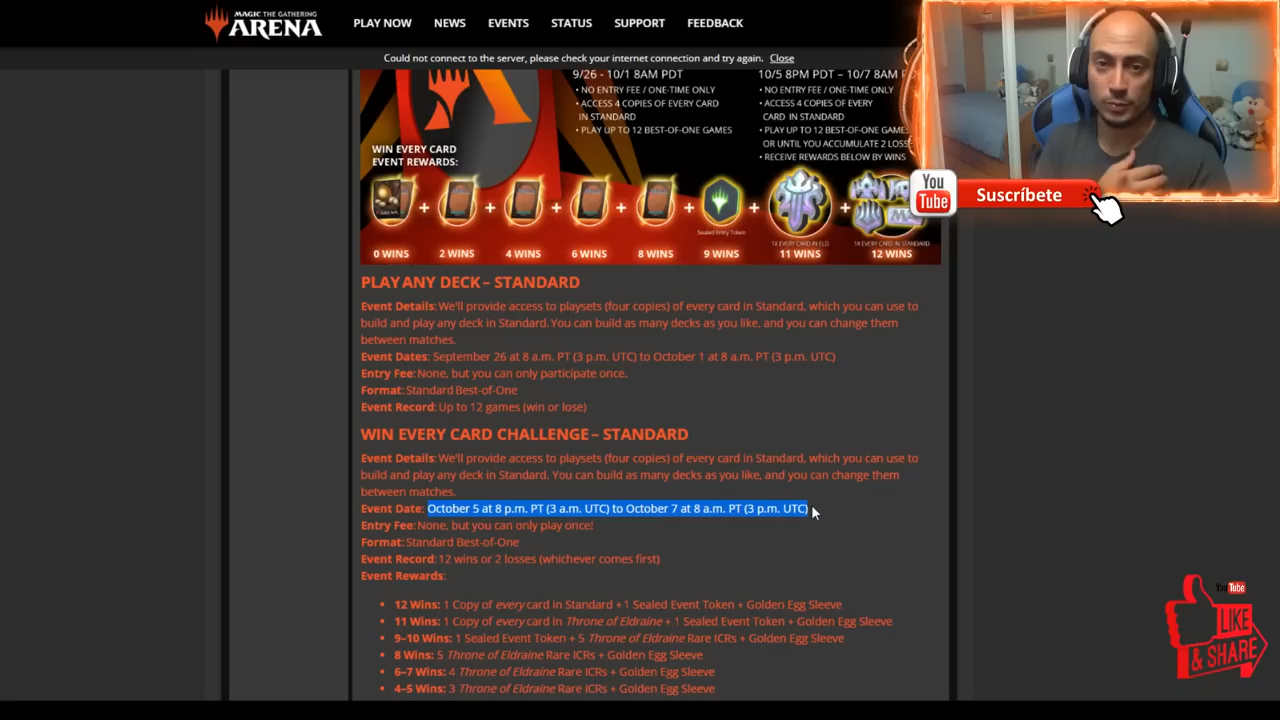 MAGIC THE GATHERING
ARENA
PLAY NOW NEWS EVENTS STATUS SUPPORT FEEDBACK
Could not connect to the server, please check your internet connection and try again. Close
9/26 - 10/1 8AM PDT
• NO ENTRY FEE / ONE-TIME ONLY
• ACCESS 4 COPIES OF EVERY CARD
IN STANDARD
• PLAY UP TO 12 BEST-OF-ONE GAMES
10/5 8PM PDT – 10/7 8AM
• NO ENTRY FEE / ONE-TIME ONLY
• ACCESS 4 COPIES OF EVERY
CARD IN STANDARD
• PLAY UP TO 12 BEST-OF-ONE GAMES
OR UNTIL YOU ACCUMULATE 2
• RECEIVE REWARDS BELOW BY WINS
WIN EVERY CARD
EVENT REWARDS:
ARENA
+ + + + + + +
Sealed Entry Token
1X EVERY CARD IN ELD
1X EVERY CARD IN STANDARD
0 WINS 2 WINS 4 WINS 6 WINS 8 WINS 9 WINS 11 WINS 12 WINS
You
Tube
Suscríbete
PLAY ANY DECK – STANDARD
Event Details: We'll provide access to playsets (four copies) of every card in Standard, which you can use to
build and play any deck in Standard. You can build as many decks as you like, and you can change them
between matches.
Event Dates: September 26 at 8 a.m. PT (3 p.m. UTC) to October 1 at 8 a.m. PT (3 p.m. UTC)
Entry Fee: None, but you can only participate once.
Format: Standard Best-of-One
Event Record: Up to 12 games (win or lose)
WIN EVERY CARD CHALLENGE – STANDARD
Event Details: We'll provide access to playsets (four copies) of every card in Standard, which you can use to
build and play any deck in Standard. You can build as many decks as you like, and you can change them
between matches.
Event Date: October 5 at 8 p.m. PT (3 a.m. UTC) to October 7 at 8 a.m. PT (3 p.m. UTC)
Entry Fee: None, but you can only play once!
Format: Standard Best-of-One
Event Record: 12 wins or 2 losses (whichever comes first)
Event Rewards:
• 12 Wins: 1 Copy of every card in Standard +1 Sealed Event Token + Golden Egg Sleeve
• 11 Wins: 1 Copy of every card in Throne of Eldraine + 1 Sealed Event Token + Golden Egg Sleeve
• 9–10 Wins: 1 Sealed Event Token + 5 Throne of Eldraine Rare ICRs + Golden Egg Sleeve
• 8 Wins: 5 Throne of Eldraine Rare ICRs + Golden Egg Sleeve
• 6–7 Wins: 4 Throne of Eldraine Rare ICRs + Golden Egg Sleeve
• 4–5 Wins: 3 Throne of Eldraine Rare ICRs + Golden Egg Sleeve
YouTube
LIKE
& SHARE